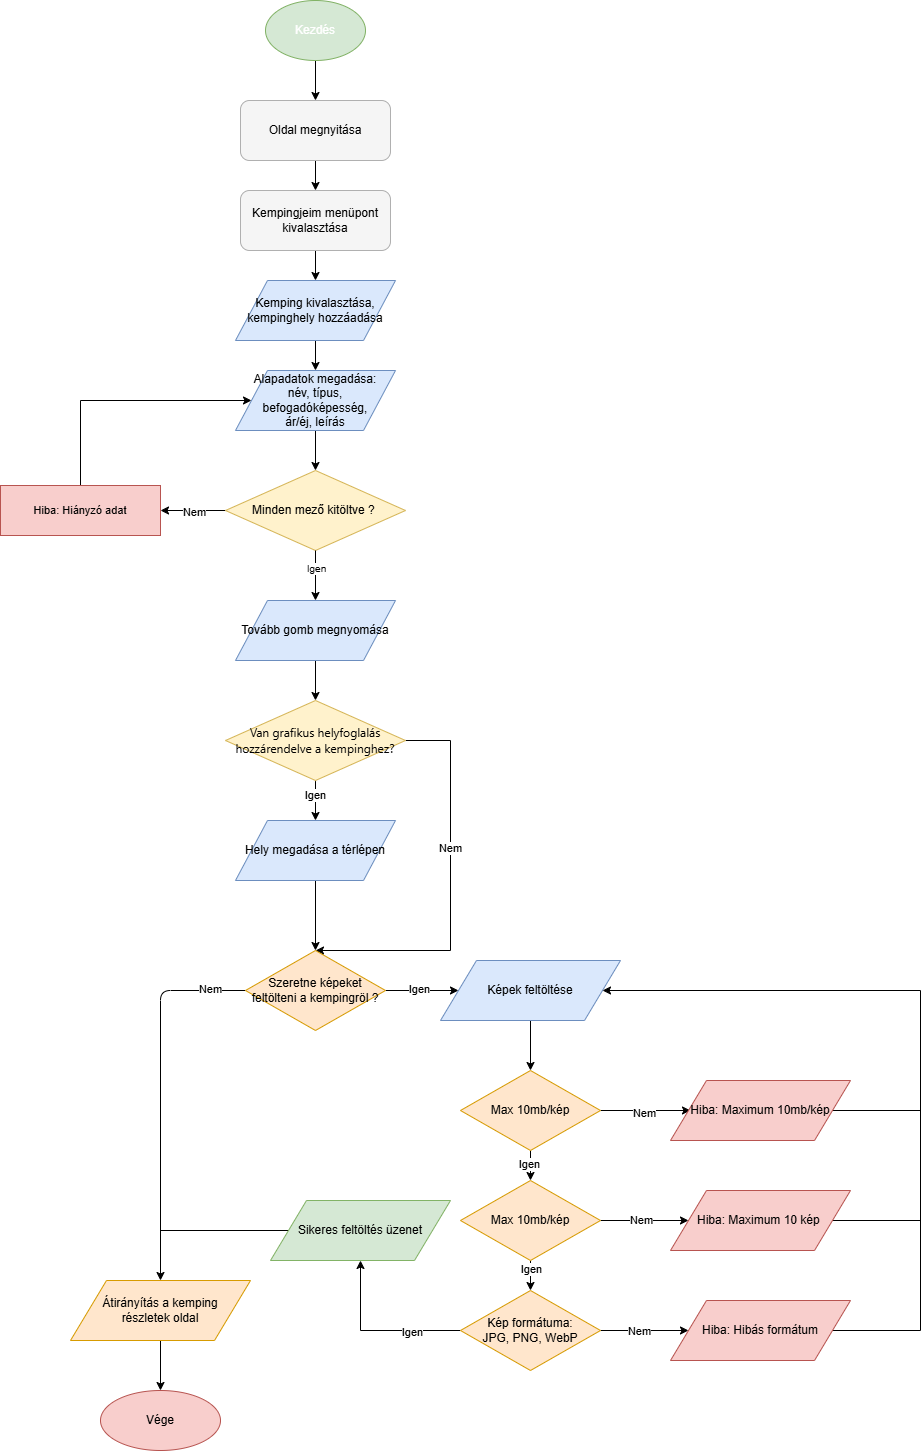 Kezdés
Oldal megnyitása
Kempingjeim menüpont
kivalasztása
Kemping kivalasztása,
kempinghely hozzáadása
Alapadatok megadása:
név, típus,
befogadóképesség,
ár/éj, leírás
Hiba: Hiányzó adat
Nem
Minden mező kitöltve ?
Igen
Tovább gomb megnyomása
Van grafikus helyfoglalás
hozzárendelve a kempinghez?
Igen
Hely megadása a térlépen
Nem
Nem
Szeretne képeket
feltölteni a kempingröl ?
Igen
Képek feltöltése
Max 10mb/kép
Nem
Hiba: Maximum 10mb/kép
Igen
Max 10mb/kép
Nem
Hiba: Maximum 10 kép
Sikeres feltöltés üzenet
Igen
Átirányítás a kemping
részletek oldal
Igen
Kép formátuma:
JPG, PNG, WebP
Nem
Hiba: Hibás formátum
Vége